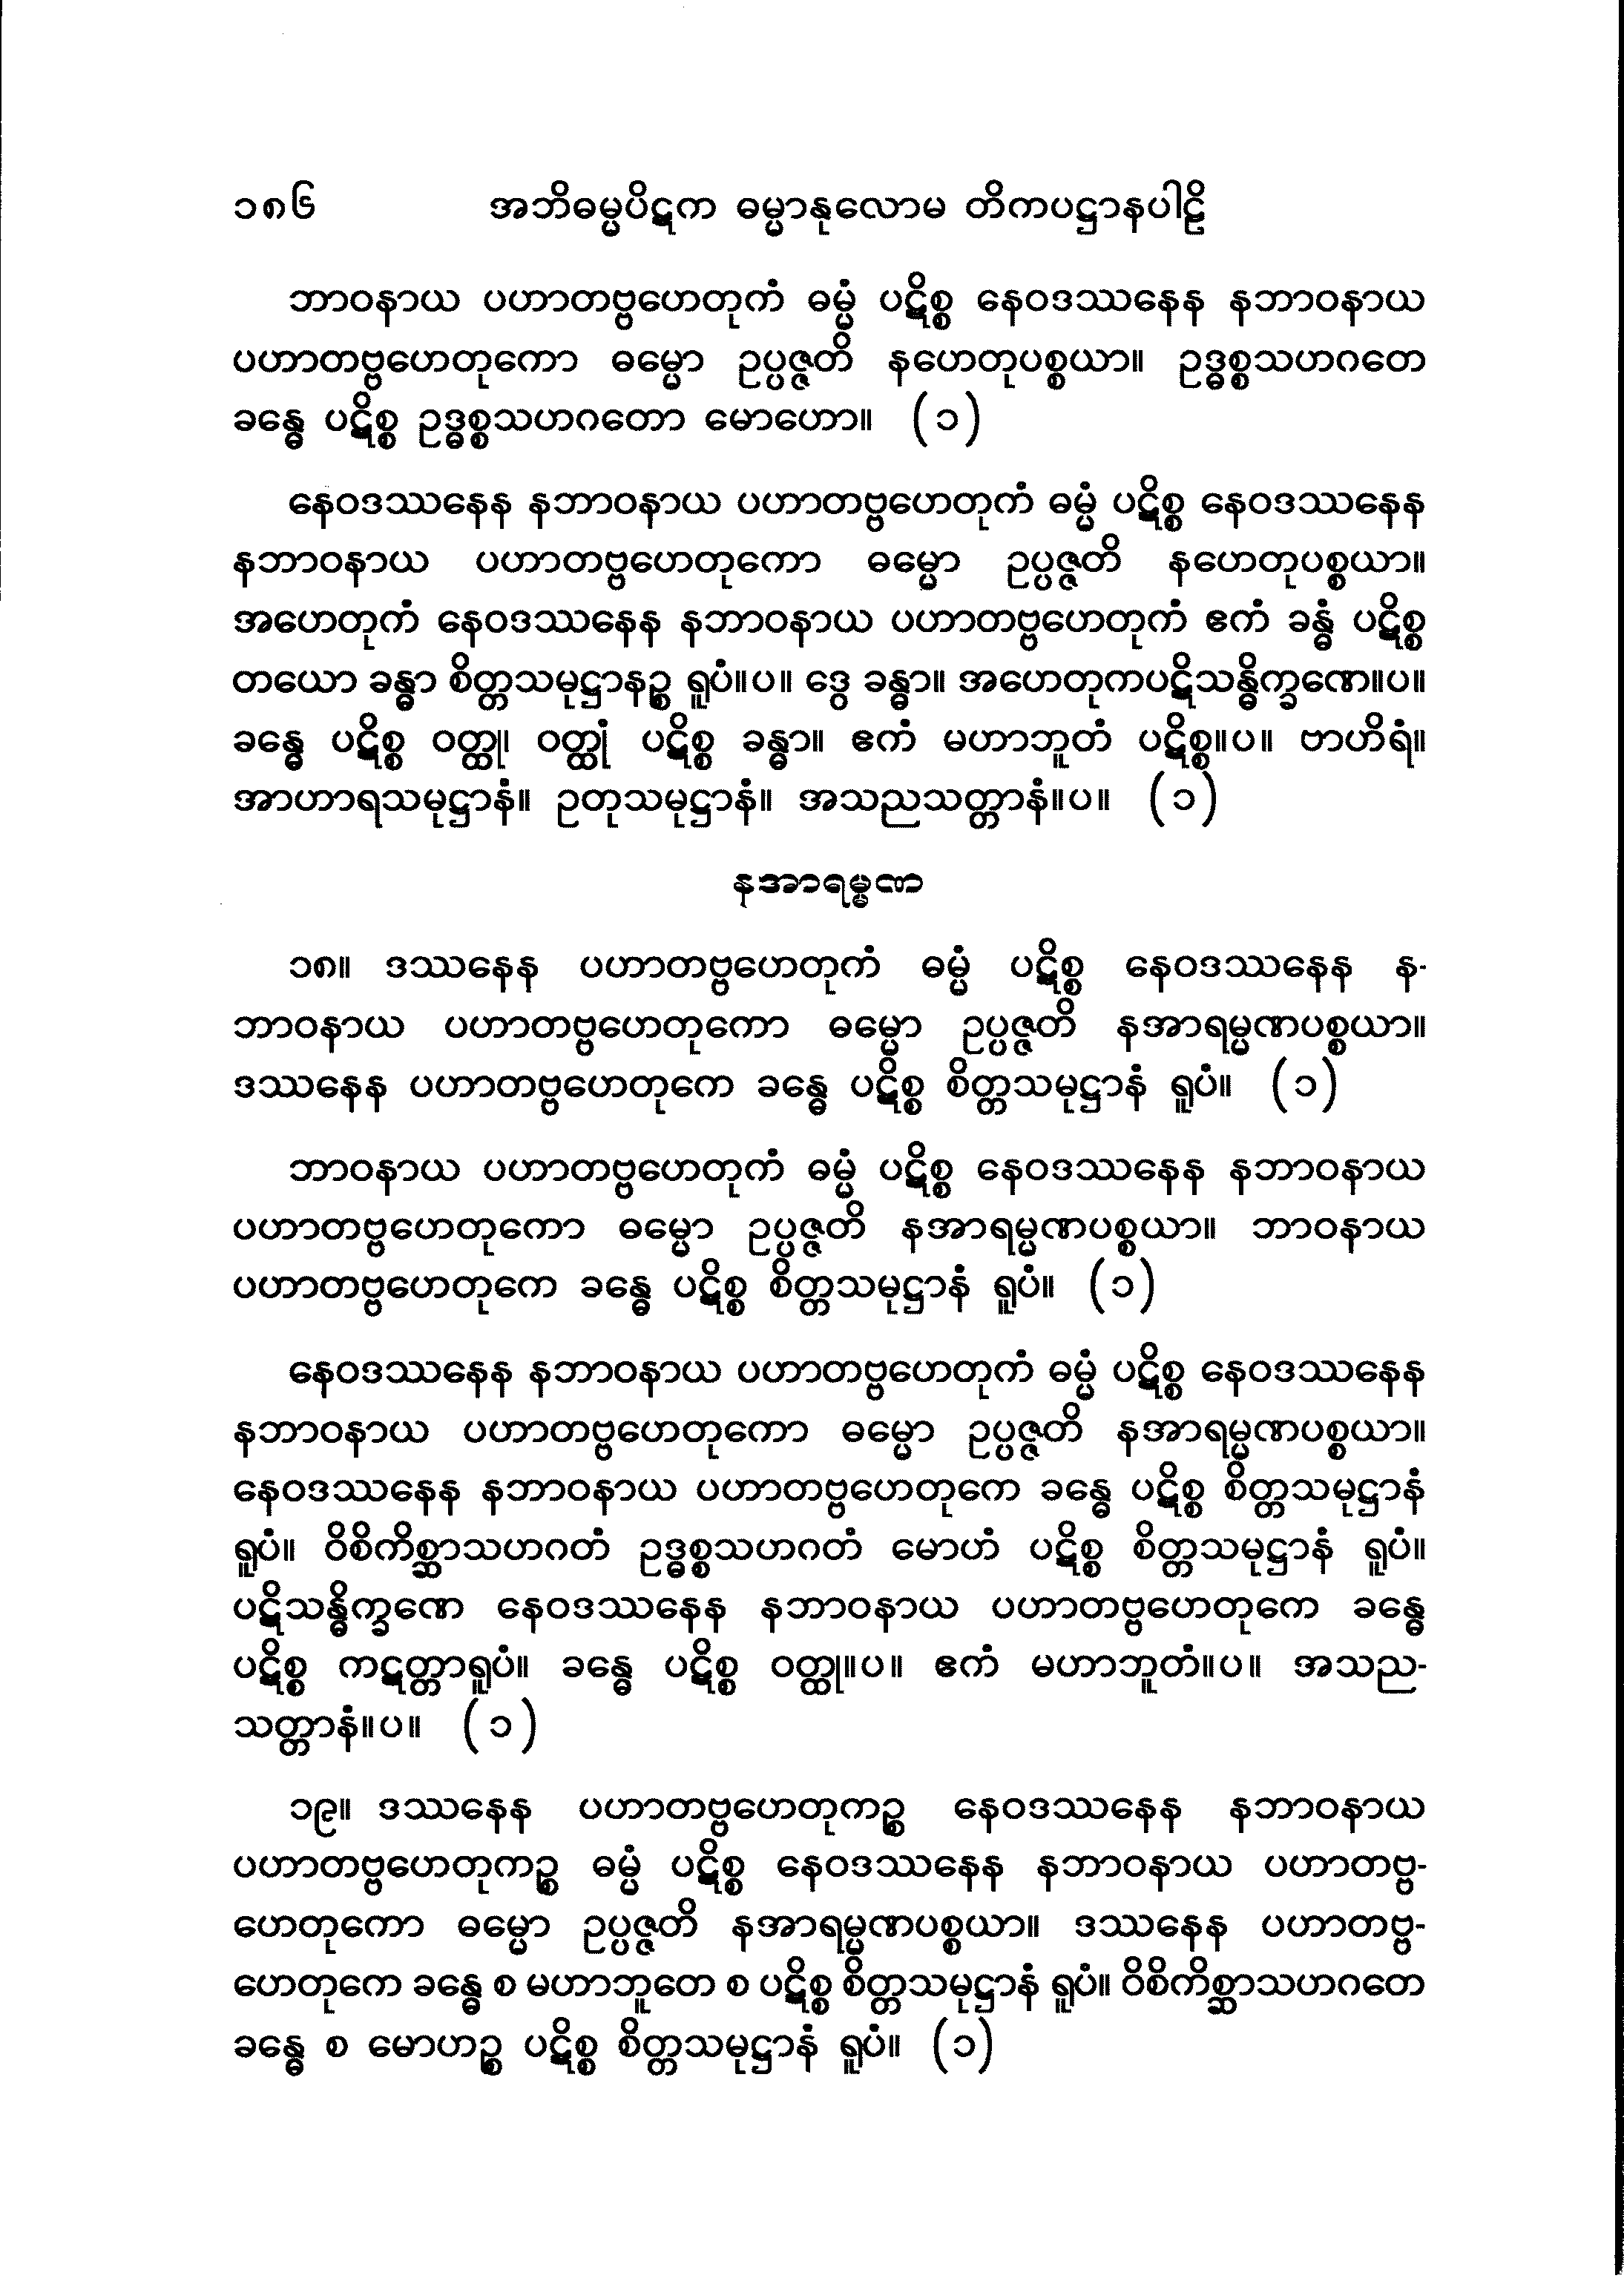 ၁၈၆ အဘိဓမ္မပိဋက ဓမ္မာနုလောမ တိကပဋ္ဌာနပါဠိ
ဘာဝနာယ ပဟာတဗ္ဗဟေတုကံ ဓမ္မံ ပဋိစ္စ နေဝဒဿနေန နဘာဝနာယ
ပဟာတဗ္ဗဟေတုကော ဓမ္မော ဥပ္ပဇ္ဇတိ နဟေတုပစ္စယာ။ ဥဒ္ဓစ္စသဟဂတေ
ခန္ဓေ ပဋိစ္စ ဥဒ္ဓစ္စသဟဂတော မောဟော။ (၁)
နေဝဒဿနေန နဘာဝနာယ ပဟာတဗ္ဗဟေတုကံ ဓမ္မံ ပဋိစ္စ နေဝဒဿနေန
နဘာဝနာယ ပဟာတဗ္ဗဟေတုကော ဓမ္မော ဥပ္ပဇ္ဇတိ နဟေတုပစ္စယာ။
အဟေတုကံ နေဝဒဿနေန နဘာဝနာယ ပဟာတဗ္ဗဟေတုကံ ဧကံ ခန္ဓံ ပဋိစ္စ
တယော ခန္ဓာ စိတ္တသမုဋ္ဌာနဉ္စ ရူပံ။ပ။ ဒွေ ခန္ဓာ။ အဟေတုကပဋိသန္ဓိက္ခဏေ။ပ။
ခန္ဓေ ပဋိစ္စ ဝတ္ထု၊ ဝတ္ထုံ ပဋိစ္စ ခန္ဓာ။ ဧကံ မဟာဘူတံ ပဋိစ္စ။ပ။ ဗာဟိရံ။
အာဟာရသမုဋ္ဌာနံ။ ဥတုသမုဋ္ဌာနံ။ အသညသတ္တာနံ။ပ။ (၁)
နအာရမ္မဏ
၁၈။ ဒဿနေန ပဟာတဗ္ဗဟေတုကံ ဓမ္မံ ပဋိစ္စ နေဝဒဿနေန န-
ဘာဝနာယ ပဟာတဗ္ဗဟေတုကော ဓမ္မော ဥပ္ပဇ္ဇတိ နအာရမ္မဏပစ္စယာ။
ဒဿနေန ပဟာတဗ္ဗဟေတုကေ ခန္ဓေ ပဋိစ္စ စိတ္တသမုဋ္ဌာနံ ရူပံ။ (၁)
ဘာဝနာယ ပဟာတဗ္ဗဟေတုကံ ဓမ္မံ ပဋိစ္စ နေဝဒဿနေန နဘာဝနာယ
ပဟာတဗ္ဗဟေတုကော ဓမ္မော ဥပ္ပဇ္ဇတိ နအာရမ္မဏပစ္စယာ။ ဘာဝနာယ
ပဟာတဗ္ဗဟေတုကေ ခန္ဓေ ပဋိစ္စ စိတ္တသမုဋ္ဌာနံ ရူပံ။ (၁)
နေဝဒဿနေန နဘာဝနာယ ပဟာတဗ္ဗဟေတုကံ ဓမ္မံ ပဋိစ္စ နေဝဒဿနေန
နဘာဝနာယ ပဟာတဗ္ဗဟေတုကော ဓမ္မော ဥပ္ပဇ္ဇတိ နအာရမ္မဏပစ္စယာ။
နေဝဒဿနေန နဘာဝနာယ ပဟာတဗ္ဗဟေတုကေ ခန္ဓေ ပဋိစ္စ စိတ္တသမုဋ္ဌာနံ
ရူပံ။ ဝိစိကိစ္ဆာသဟဂတံ ဥဒ္ဓစ္စသဟဂတံ မောဟံ ပဋိစ္စ စိတ္တသမုဋ္ဌာနံ ရူပံ။
ပဋိသန္ဓိက္ခဏေ နေဝဒဿနေန နဘာဝနာယ ပဟာတဗ္ဗဟေတုကေ ခန္ဓေ
ပဋိစ္စ ကဋတ္တာရူပံ။ ခန္ဓေ ပဋိစ္စ ဝတ္ထု။ပ။ ဧကံ မဟာဘူတံ။ပ။ အသည-
သတ္တာနံ။ပ။ (၁)
၁၉။ ဒဿနေန ပဟာတဗ္ဗဟေတုကဉ္စ နေဝဒဿနေန နဘာဝနာယ
ပဟာတဗ္ဗဟေတုကဉ္စ ဓမ္မံ ပဋိစ္စ နေဝဒဿနေန နဘာဝနာယ ပဟာတဗ္ဗ-
ဟေတုကော ဓမ္မော ဥပ္ပဇ္ဇတိ နအာရမ္မဏပစ္စယာ။ ဒဿနေန ပဟာတဗ္ဗ-
ဟေတုကေ ခန္ဓေ စ မဟာဘူတေ စ ပဋိစ္စ စိတ္တသမုဋ္ဌာနံ ရူပံ။ ဝိစိကိစ္ဆာသဟဂတေ
ခန္ဓေ စ မောဟဉ္စ ပဋိစ္စ စိတ္တသမုဋ္ဌာနံ ရူပံ။ (၁)